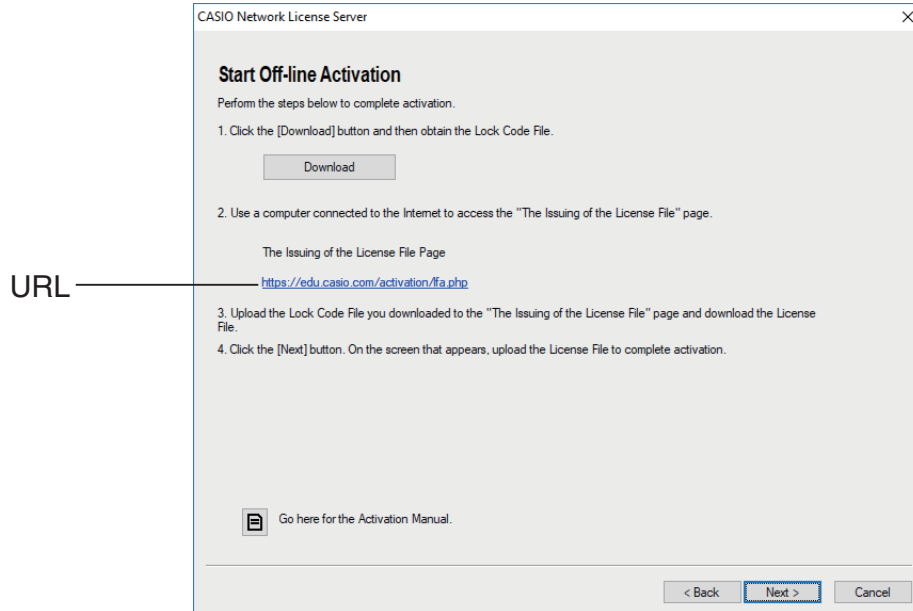 CASIO Network License Server
Start Off-line Activation
Perform the steps below to complete activation.
1. Click the [Download] button and then obtain the Lock Code File.
Download
2. Use a computer connected to the Internet to access the "The Issuing of the License File" page.
The Issuing of the License File Page
URL
https://edu.casio.com/activation/lfa.php
3. Upload the Lock Code File you downloaded to the "The Issuing of the License File" page and download the License
File.
4. Click the [Next] button. On the screen that appears, upload the License File to complete activation.
Go here for the Activation Manual.
< Back
Next >
Cancel